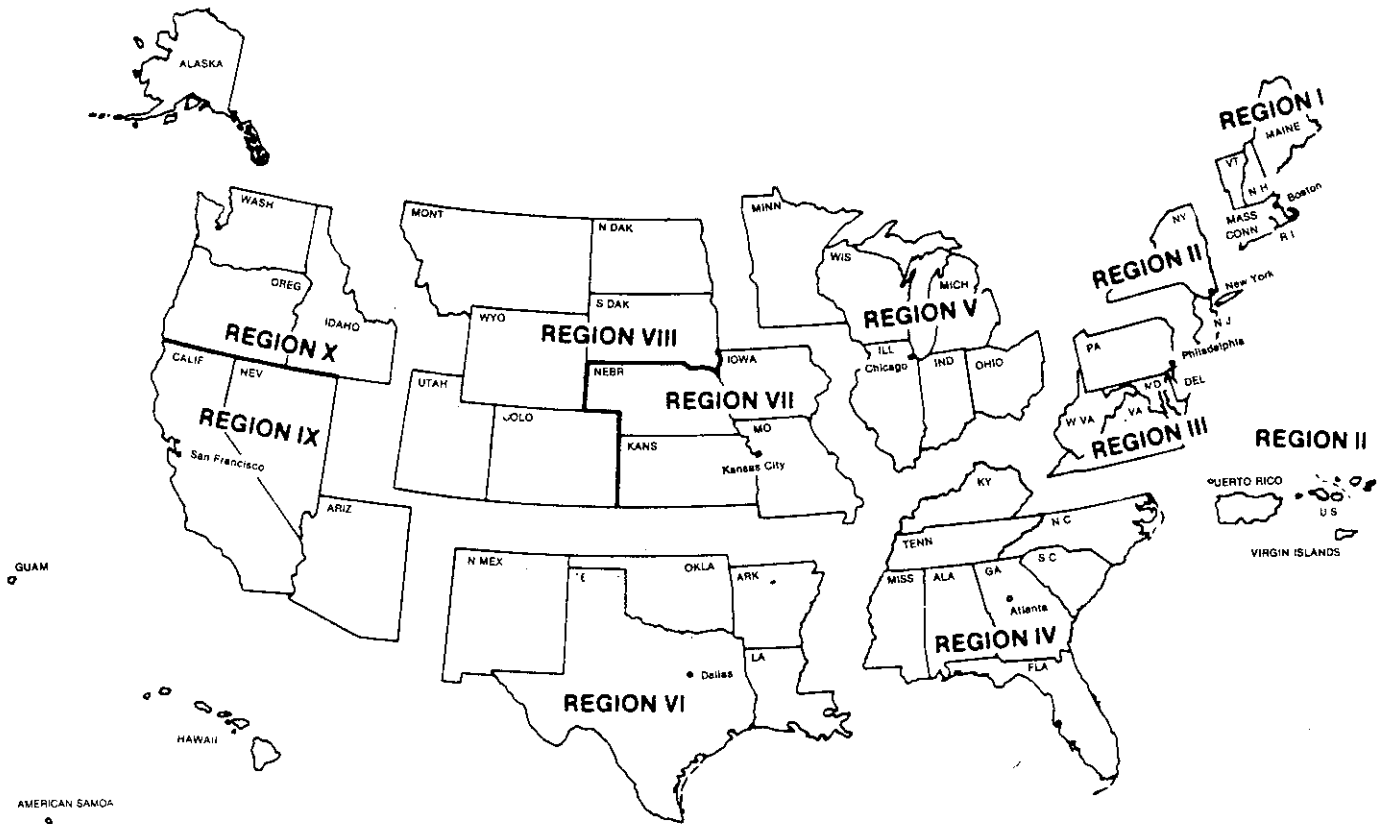 ALASKA
REGION I
MAINE
VT
N H
Boston
MASS
CONN
R I
WASH
MONT
N DAK
MINN
NY
WIS
REGION II
MICH
OREG
New York
S DAK
REGION V
WYO
IDAHO
REGION VIII
N J
REGION X
PA
Philadelphia
CALIF
NEV
NEBR
IOWA
ILL
Chicago
IND
OHIO
UTAH
DEL
REGION VII
W VA
VA
REGION IX
MO
REGION III
REGION II
KANS
San Francisco
Kansas City
KY
U S
VIRGIN ISLANDS
ARIZ
N C
TENN
S C
GUAM
N MEX
OKLA
ARK
MISS
ALA
GA
Atlanta
REGION IV
LA
FLA
Dallas
REGION VI
HAWAII
AMERICAN SAMOA